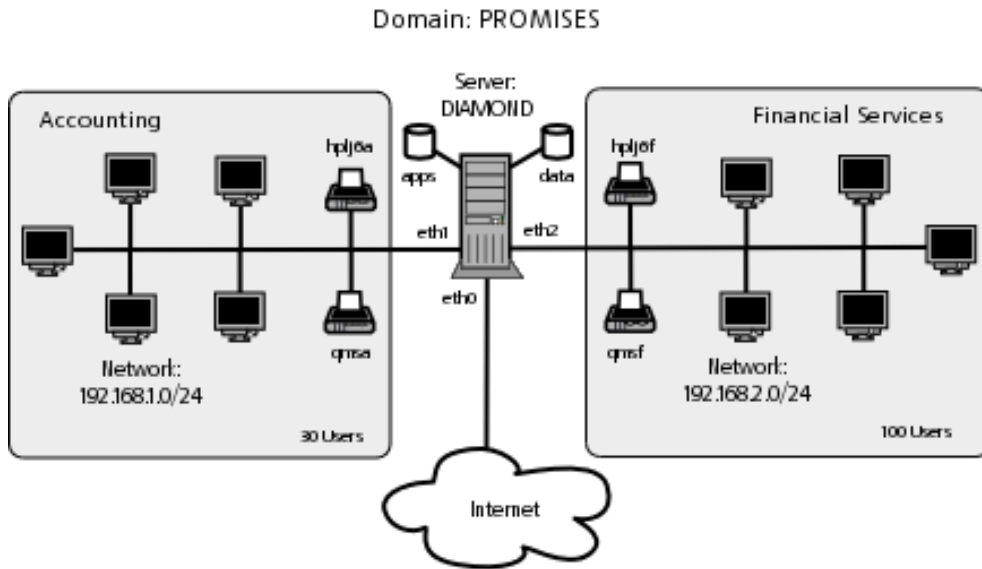 Domain: PROMISES
Server:
DIAMOND
Accounting
Financial Services
hplj6a
apps
data
hplj6f
eth1
eth2
eth0
qmsa
qmsf
Network:
192.168.1.0/24
Network:
192.168.2.0/24
30 Users
100 Users
Internet